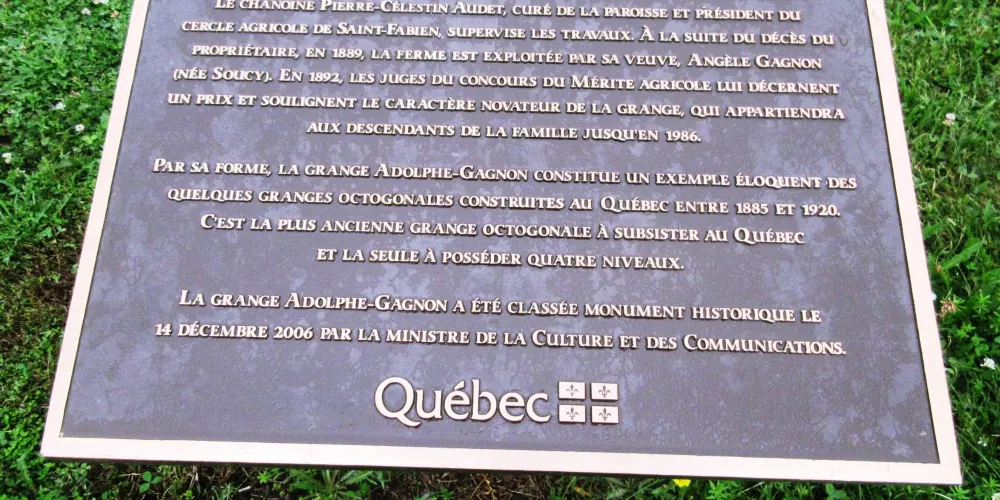 Le chanoine Pierre-Célestin Audet, curé de la paroisse et président du
cercle agricole de Saint-Fabien, supervise les travaux. À la suite du décès du
propriétaire, en 1889, la ferme est exploitée par sa veuve, Angèle Gagnon
(née Soucy). En 1892, les juges du concours du Mérite agricole lui décernent
un prix et soulignent le caractère novateur de la grange, qui appartiendra
aux descendants de la famille jusqu'en 1986.
Par sa forme, la grange Adolphe-Gagnon constitue un exemple éloquent des
quelques granges octogonales construites au Québec entre 1885 et 1920.
C'est la plus ancienne grange octogonale à subsister au Québec
et la seule à posséder quatre niveaux.
La grange Adolphe-Gagnon a été classée monument historique le
14 décembre 2006 par la ministre de la Culture et des Communications.
Québec